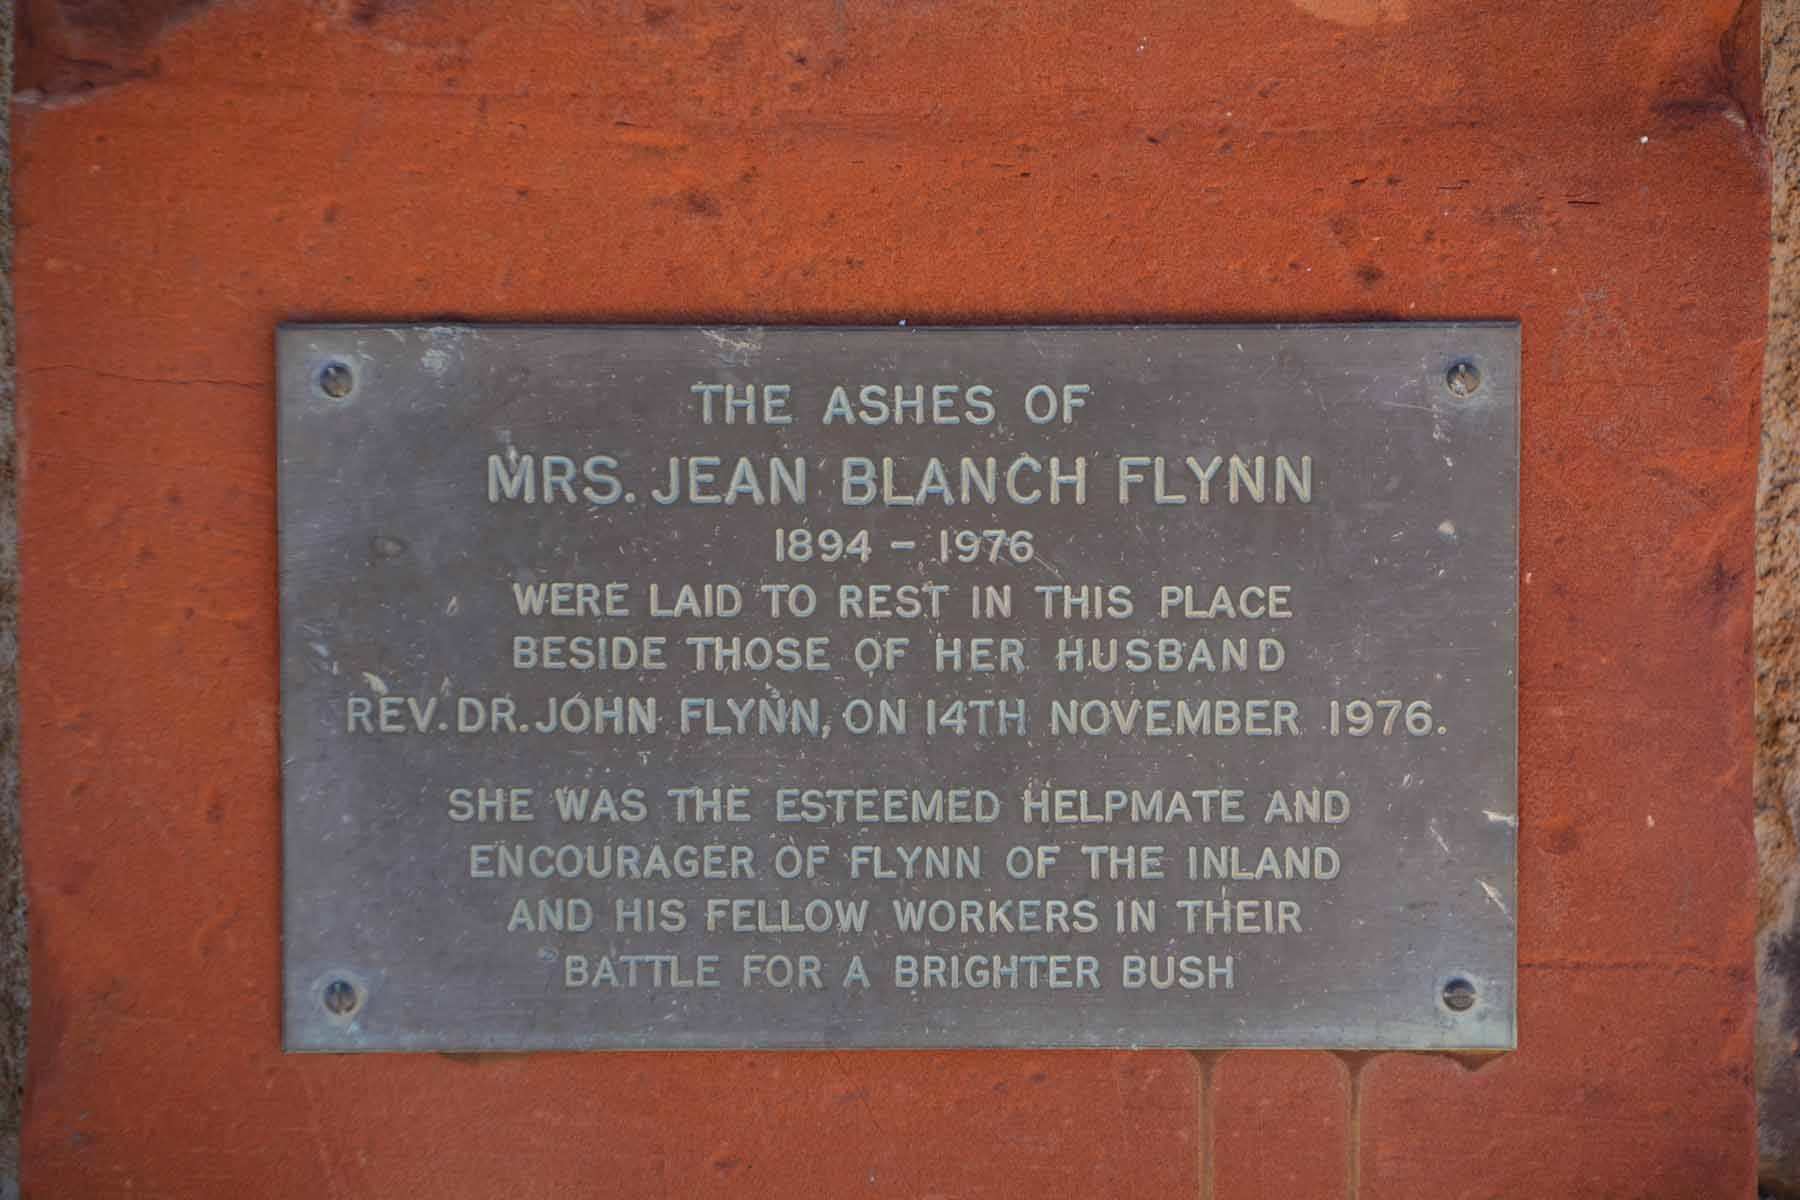 THE ASHES OF
MRS. JEAN BLANCH FLYNN
1894 - 1976
WERE LAID TO REST IN THIS PLACE
BESIDE THOSE OF HER HUSBAND
REV. DR. JOHN FLYNN, ON 14TH NOVEMBER 1976.
SHE WAS THE ESTEEMED HELPMATE AND
ENCOURAGER OF FLYNN OF THE INLAND
AND HIS FELLOW WORKERS IN THEIR
BATTLE FOR A BRIGHTER BUSH